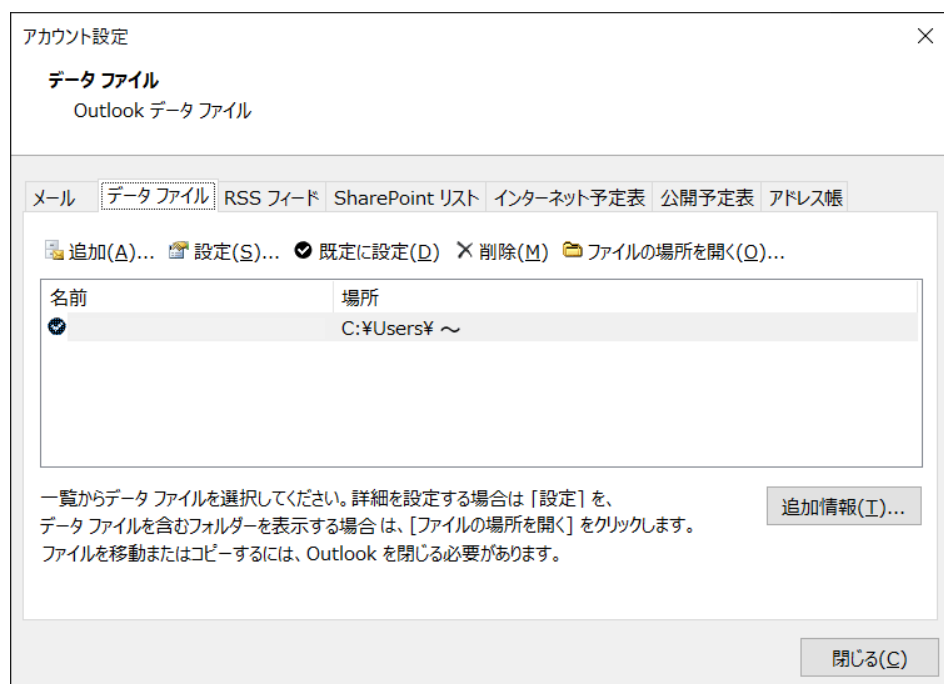 アカウント設定
データ ファイル
Outlook データ ファイル
メール データ ファイル RSS フィード SharePoint リスト インターネット予定表 公開予定表 アドレス帳
追加(A)... 設定(S)... 既定に設定(D) 削除(M) ファイルの場所を開く(O)...
名前 場所
C:¥Users¥ ～
一覧からデータ ファイルを選択してください。詳細を設定する場合は [設定] を、
データ ファイルを含むフォルダーを表示する場合は、[ファイルの場所を開く] をクリックします。
ファイルを移動またはコピーするには、Outlook を閉じる必要があります。
追加情報(T)...
閉じる(C)